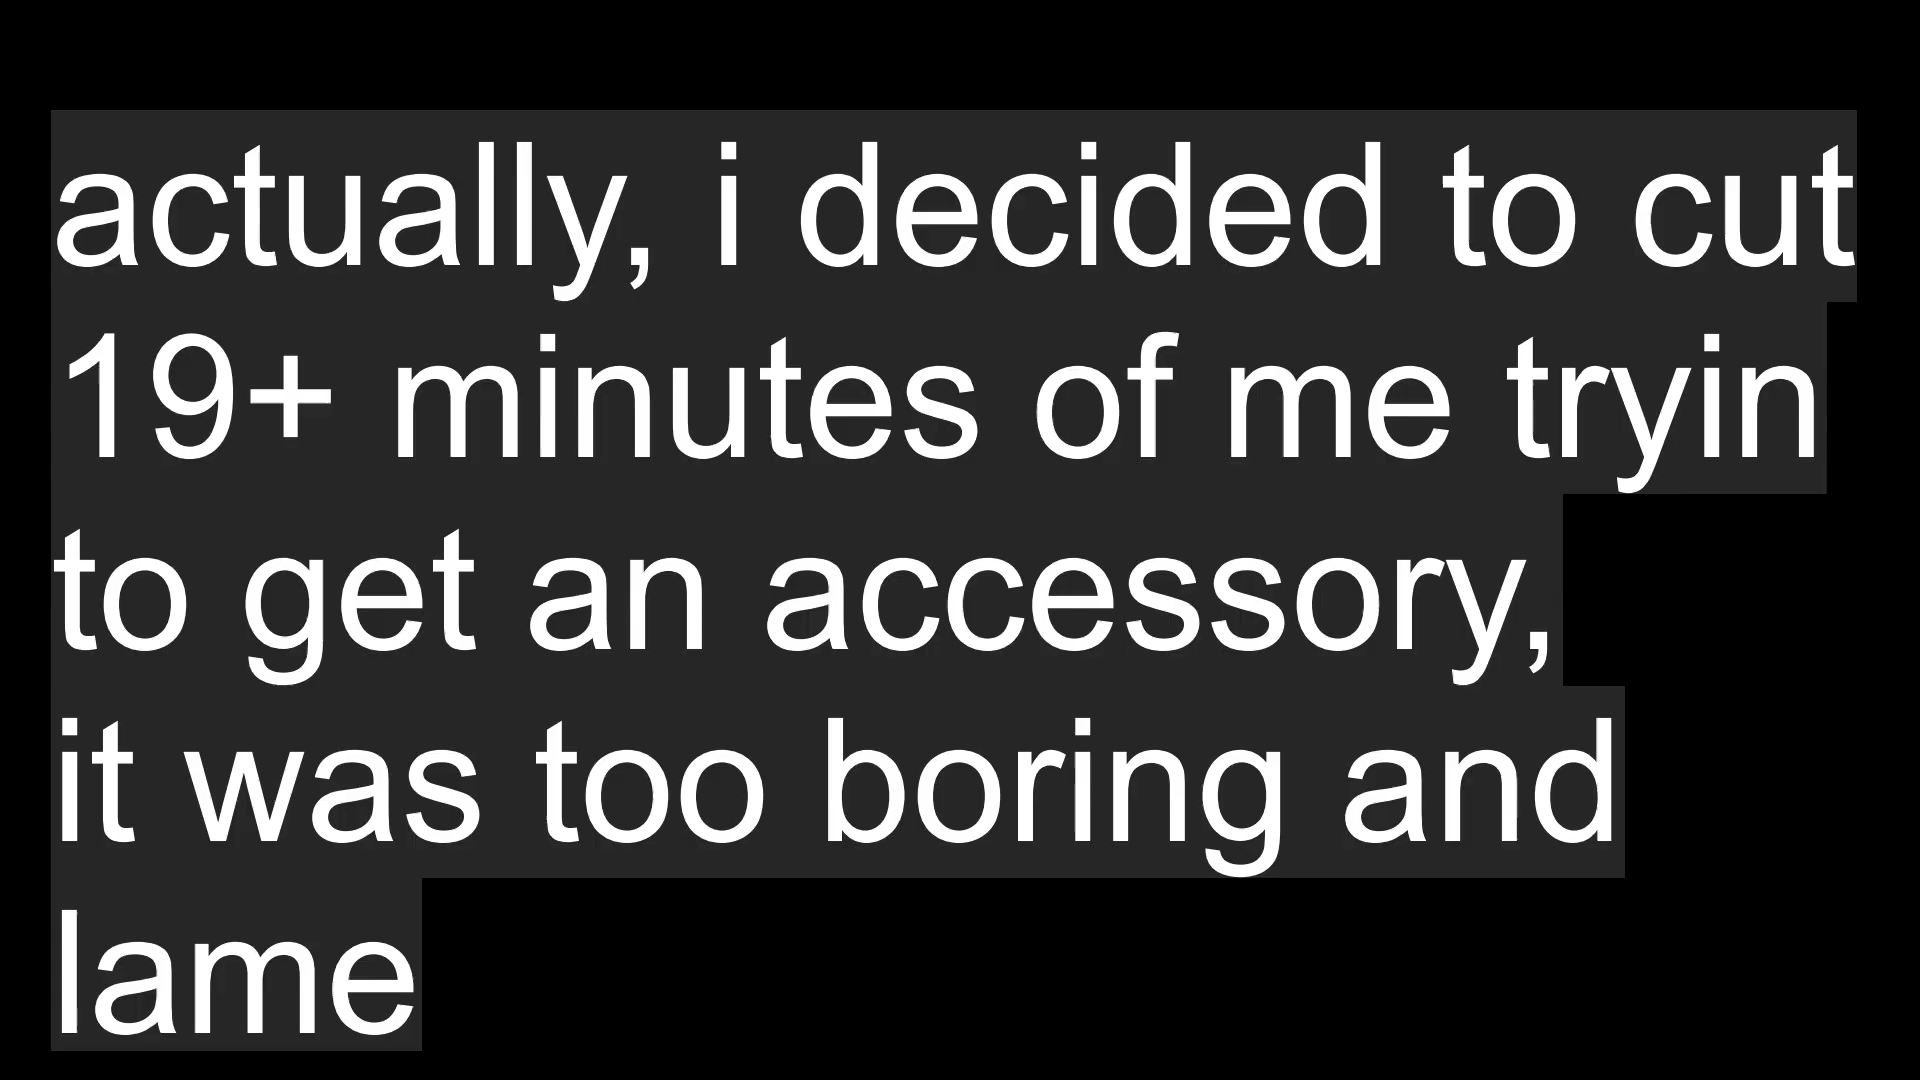 actually, i decided to cut
19+ minutes of me tryin
to get an accessory,
it was too boring and
lame